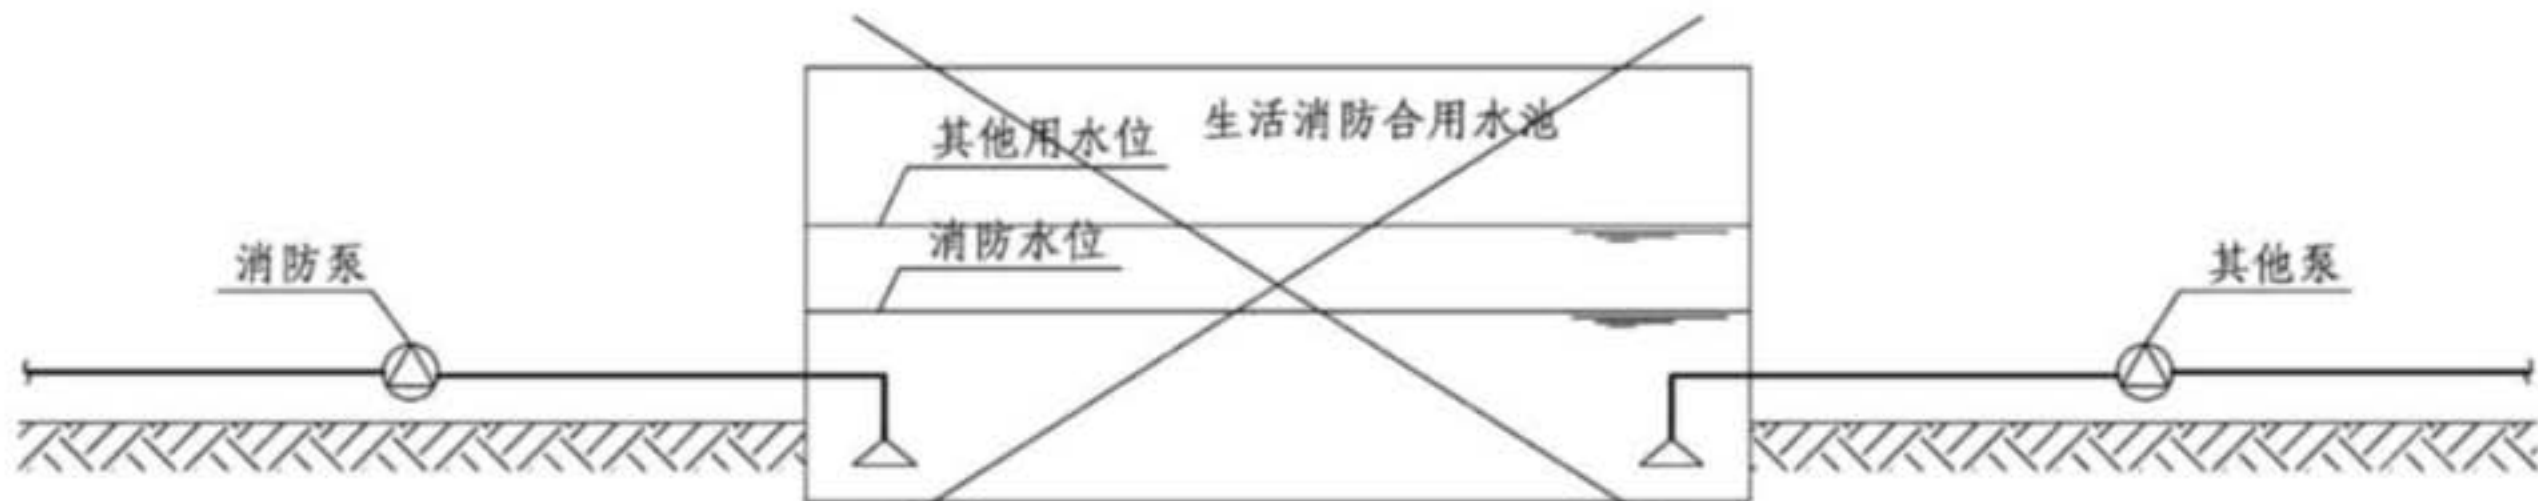 生活消防合用水池
其他用水位
消防水位
消防泵
其他泵